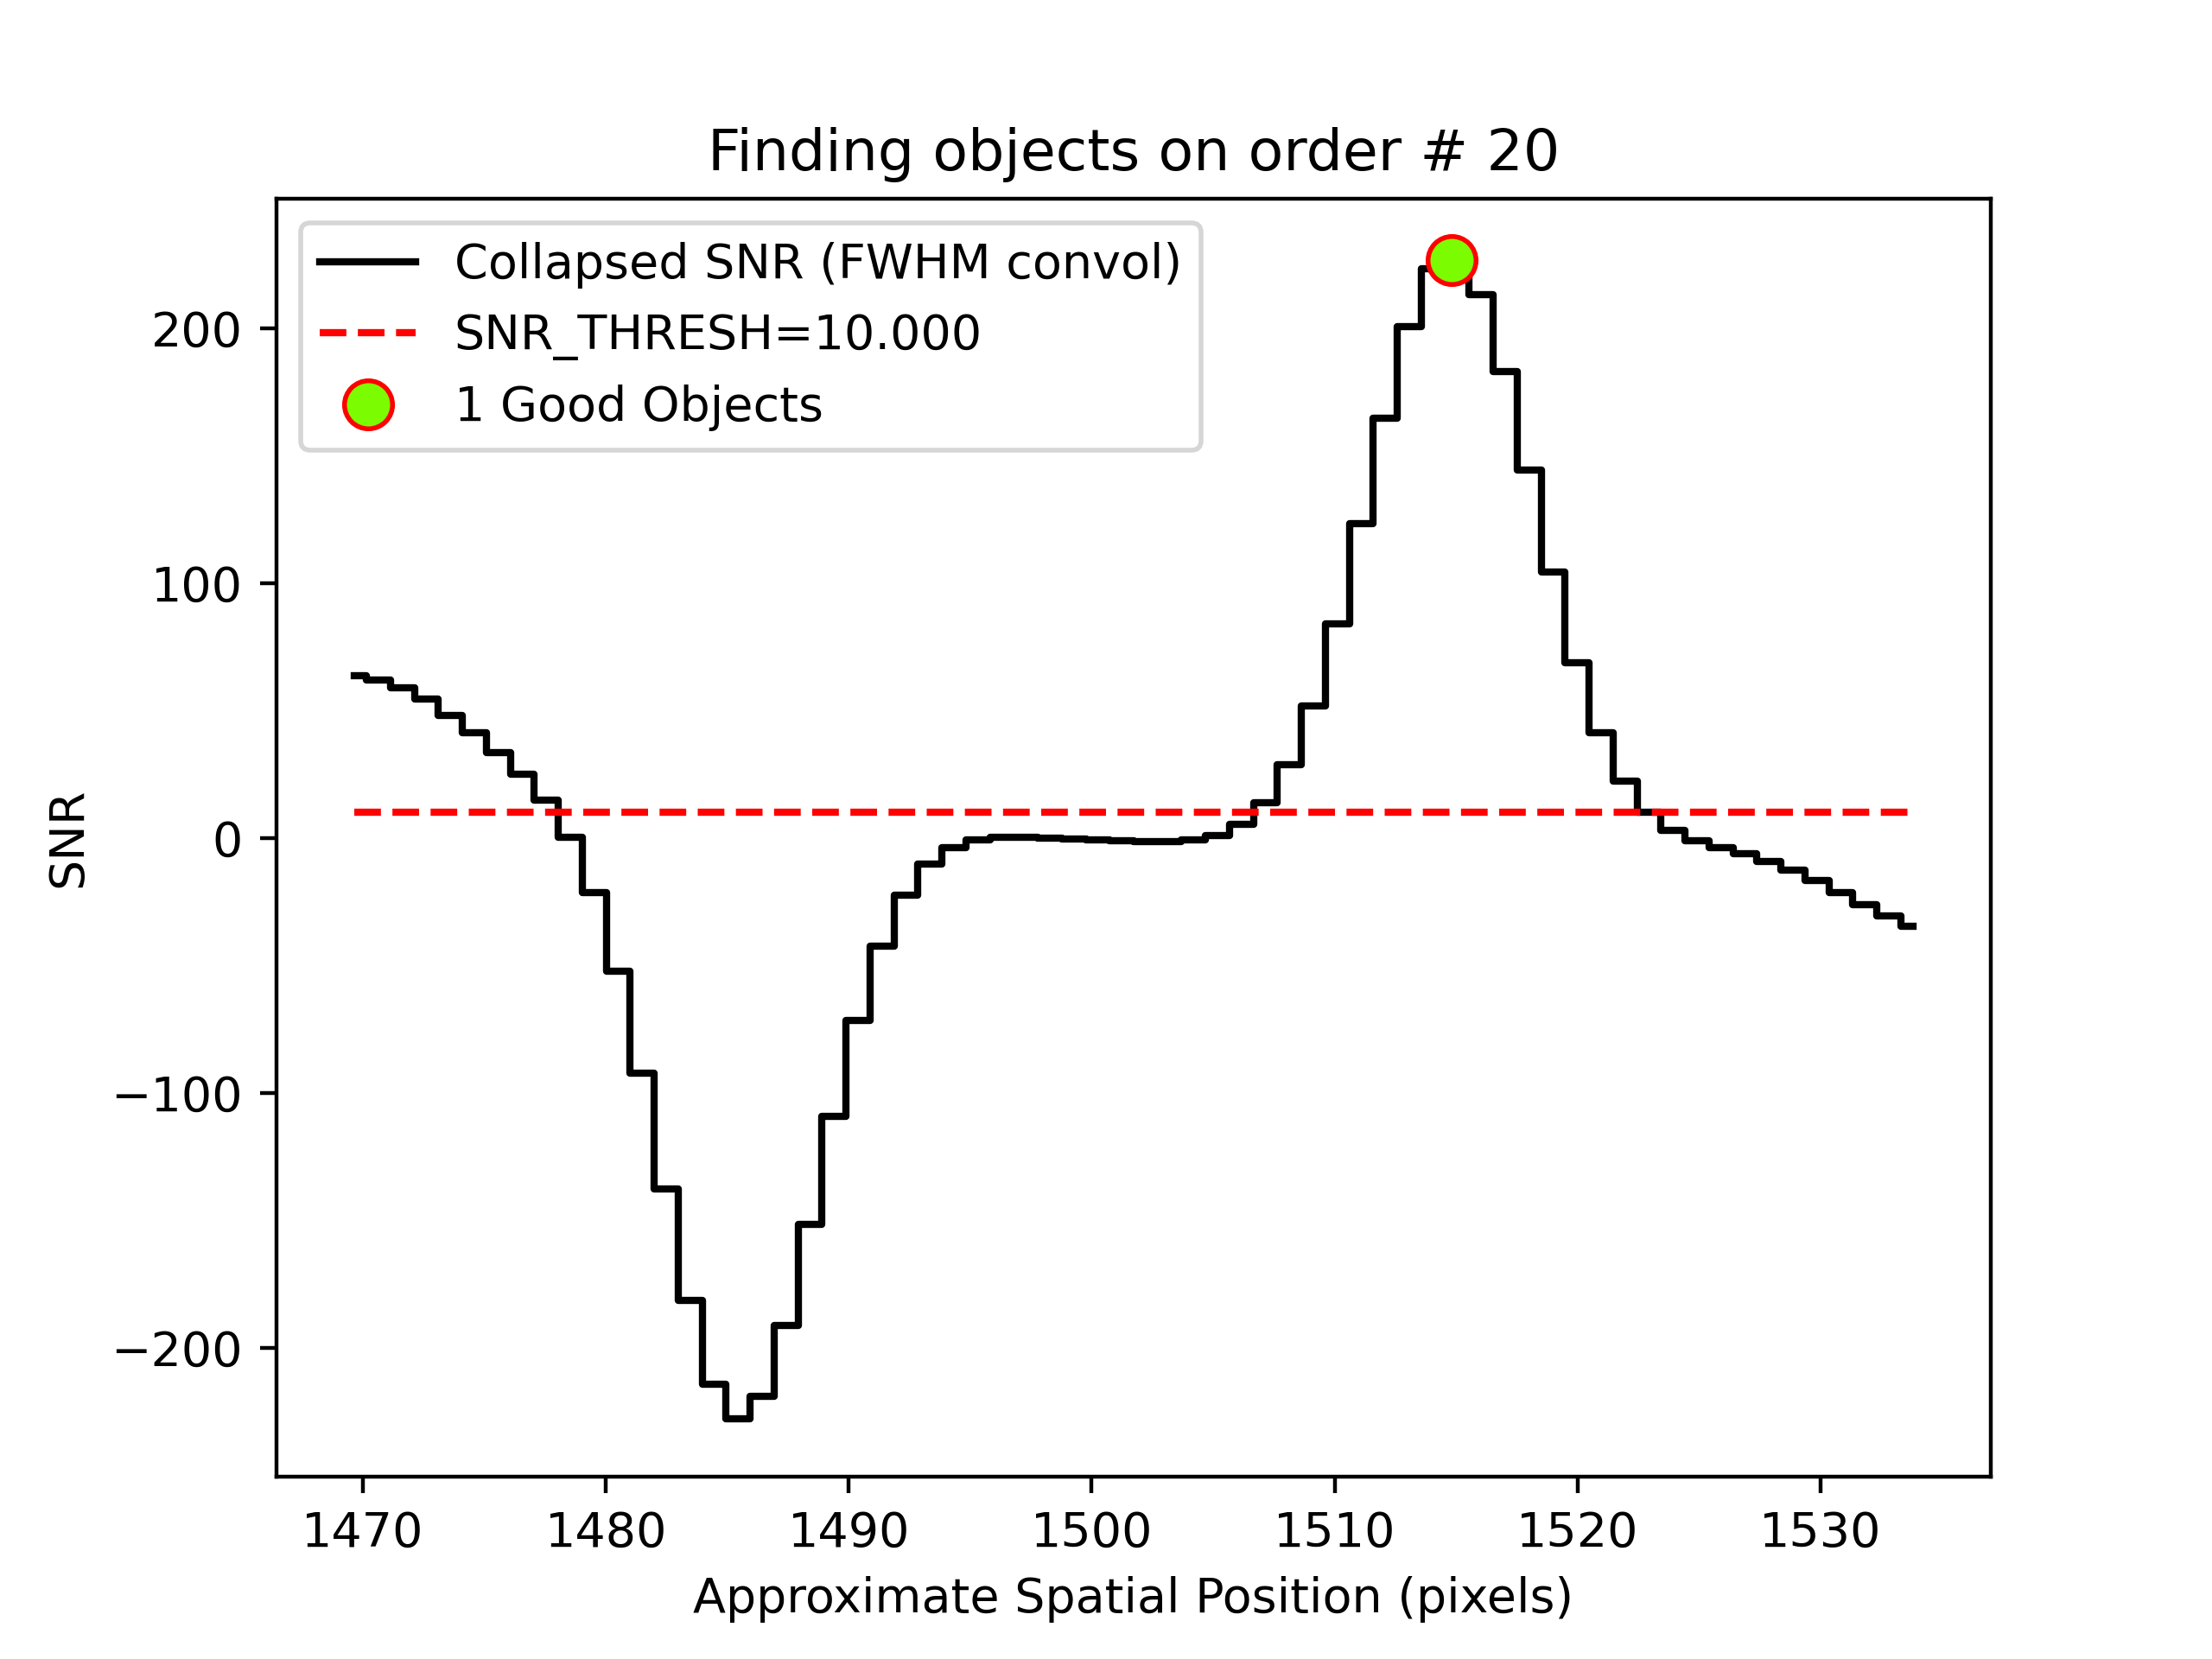 Finding objects on order # 20
Collapsed SNR (FWHM convol)
SNR_THRESH=10.000
1 Good Objects
200
100
0
−100
−200
SNR
1470 1480 1490 1500 1510 1520 1530
Approximate Spatial Position (pixels)